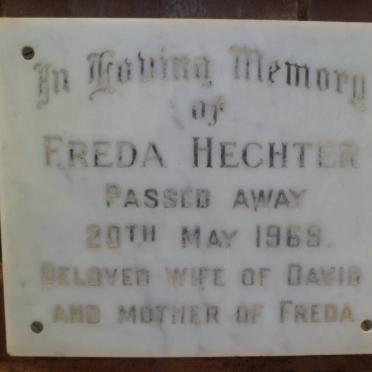 In Loving Memory
of
FREDA HECHTER
PASSED AWAY
20TH MAY 1969.
BELOVED WIFE OF DAVID
AND MOTHER OF FREDA